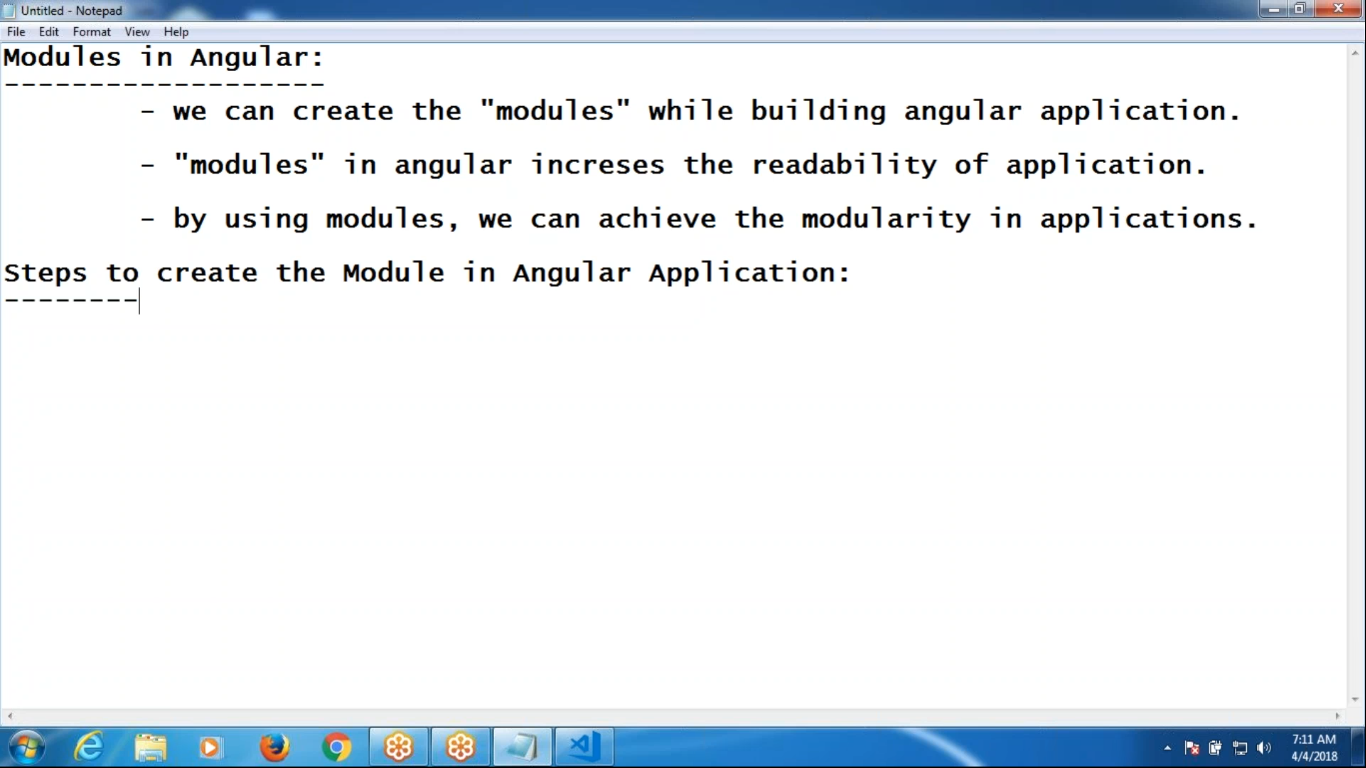 Untitled - Notepad
File Edit Format View Help
Modules in Angular:
-------------------
- we can create the "modules" while building angular application.
- "modules" in angular increses the readability of application.
- by using modules, we can achieve the modularity in applications.
Steps to create the Module in Angular Application:
--------
7:11 AM
4/4/2018